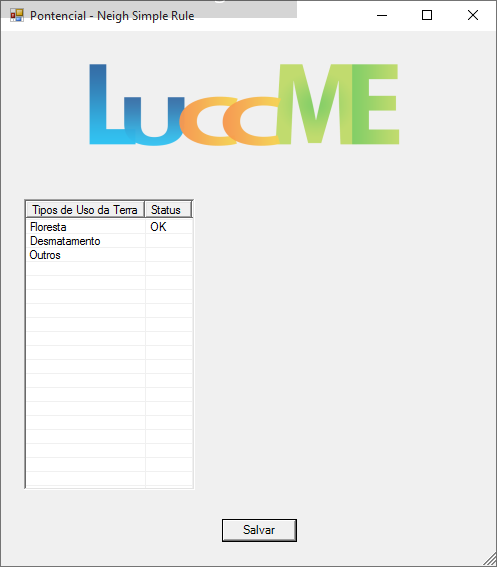 Pontencial - Neigh Simple Rule
LuccME
Tipos de Uso da Terra Status
Floresta OK
Desmatamento
Outros
Salvar